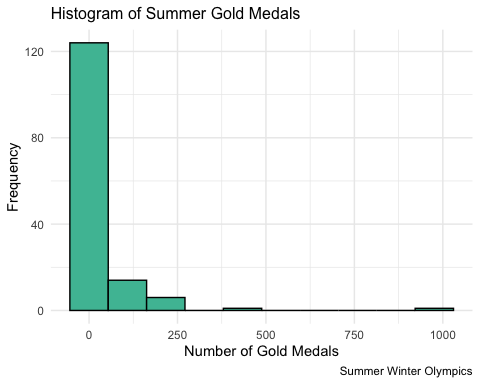 Histogram of Summer Gold Medals
120
80
40
0
Frequency
0 250 500 750 1000
Number of Gold Medals
Summer Winter Olympics